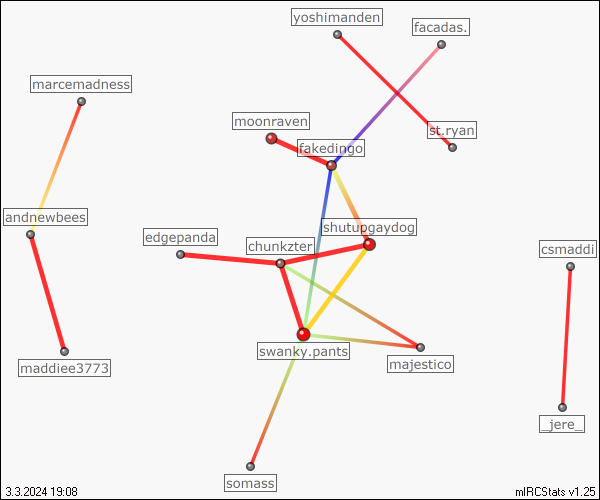 yoshimanden
facadas.
marcemadness
moonraven
st.ryan
fakedingo
andnewbees
shutupgaydog
edgepanda
chunkzter
csmaddi
swanky.pants
majestico
maddiee3773
_jere_
somass
3.3.2024 19:08
mIRCStats v1.25